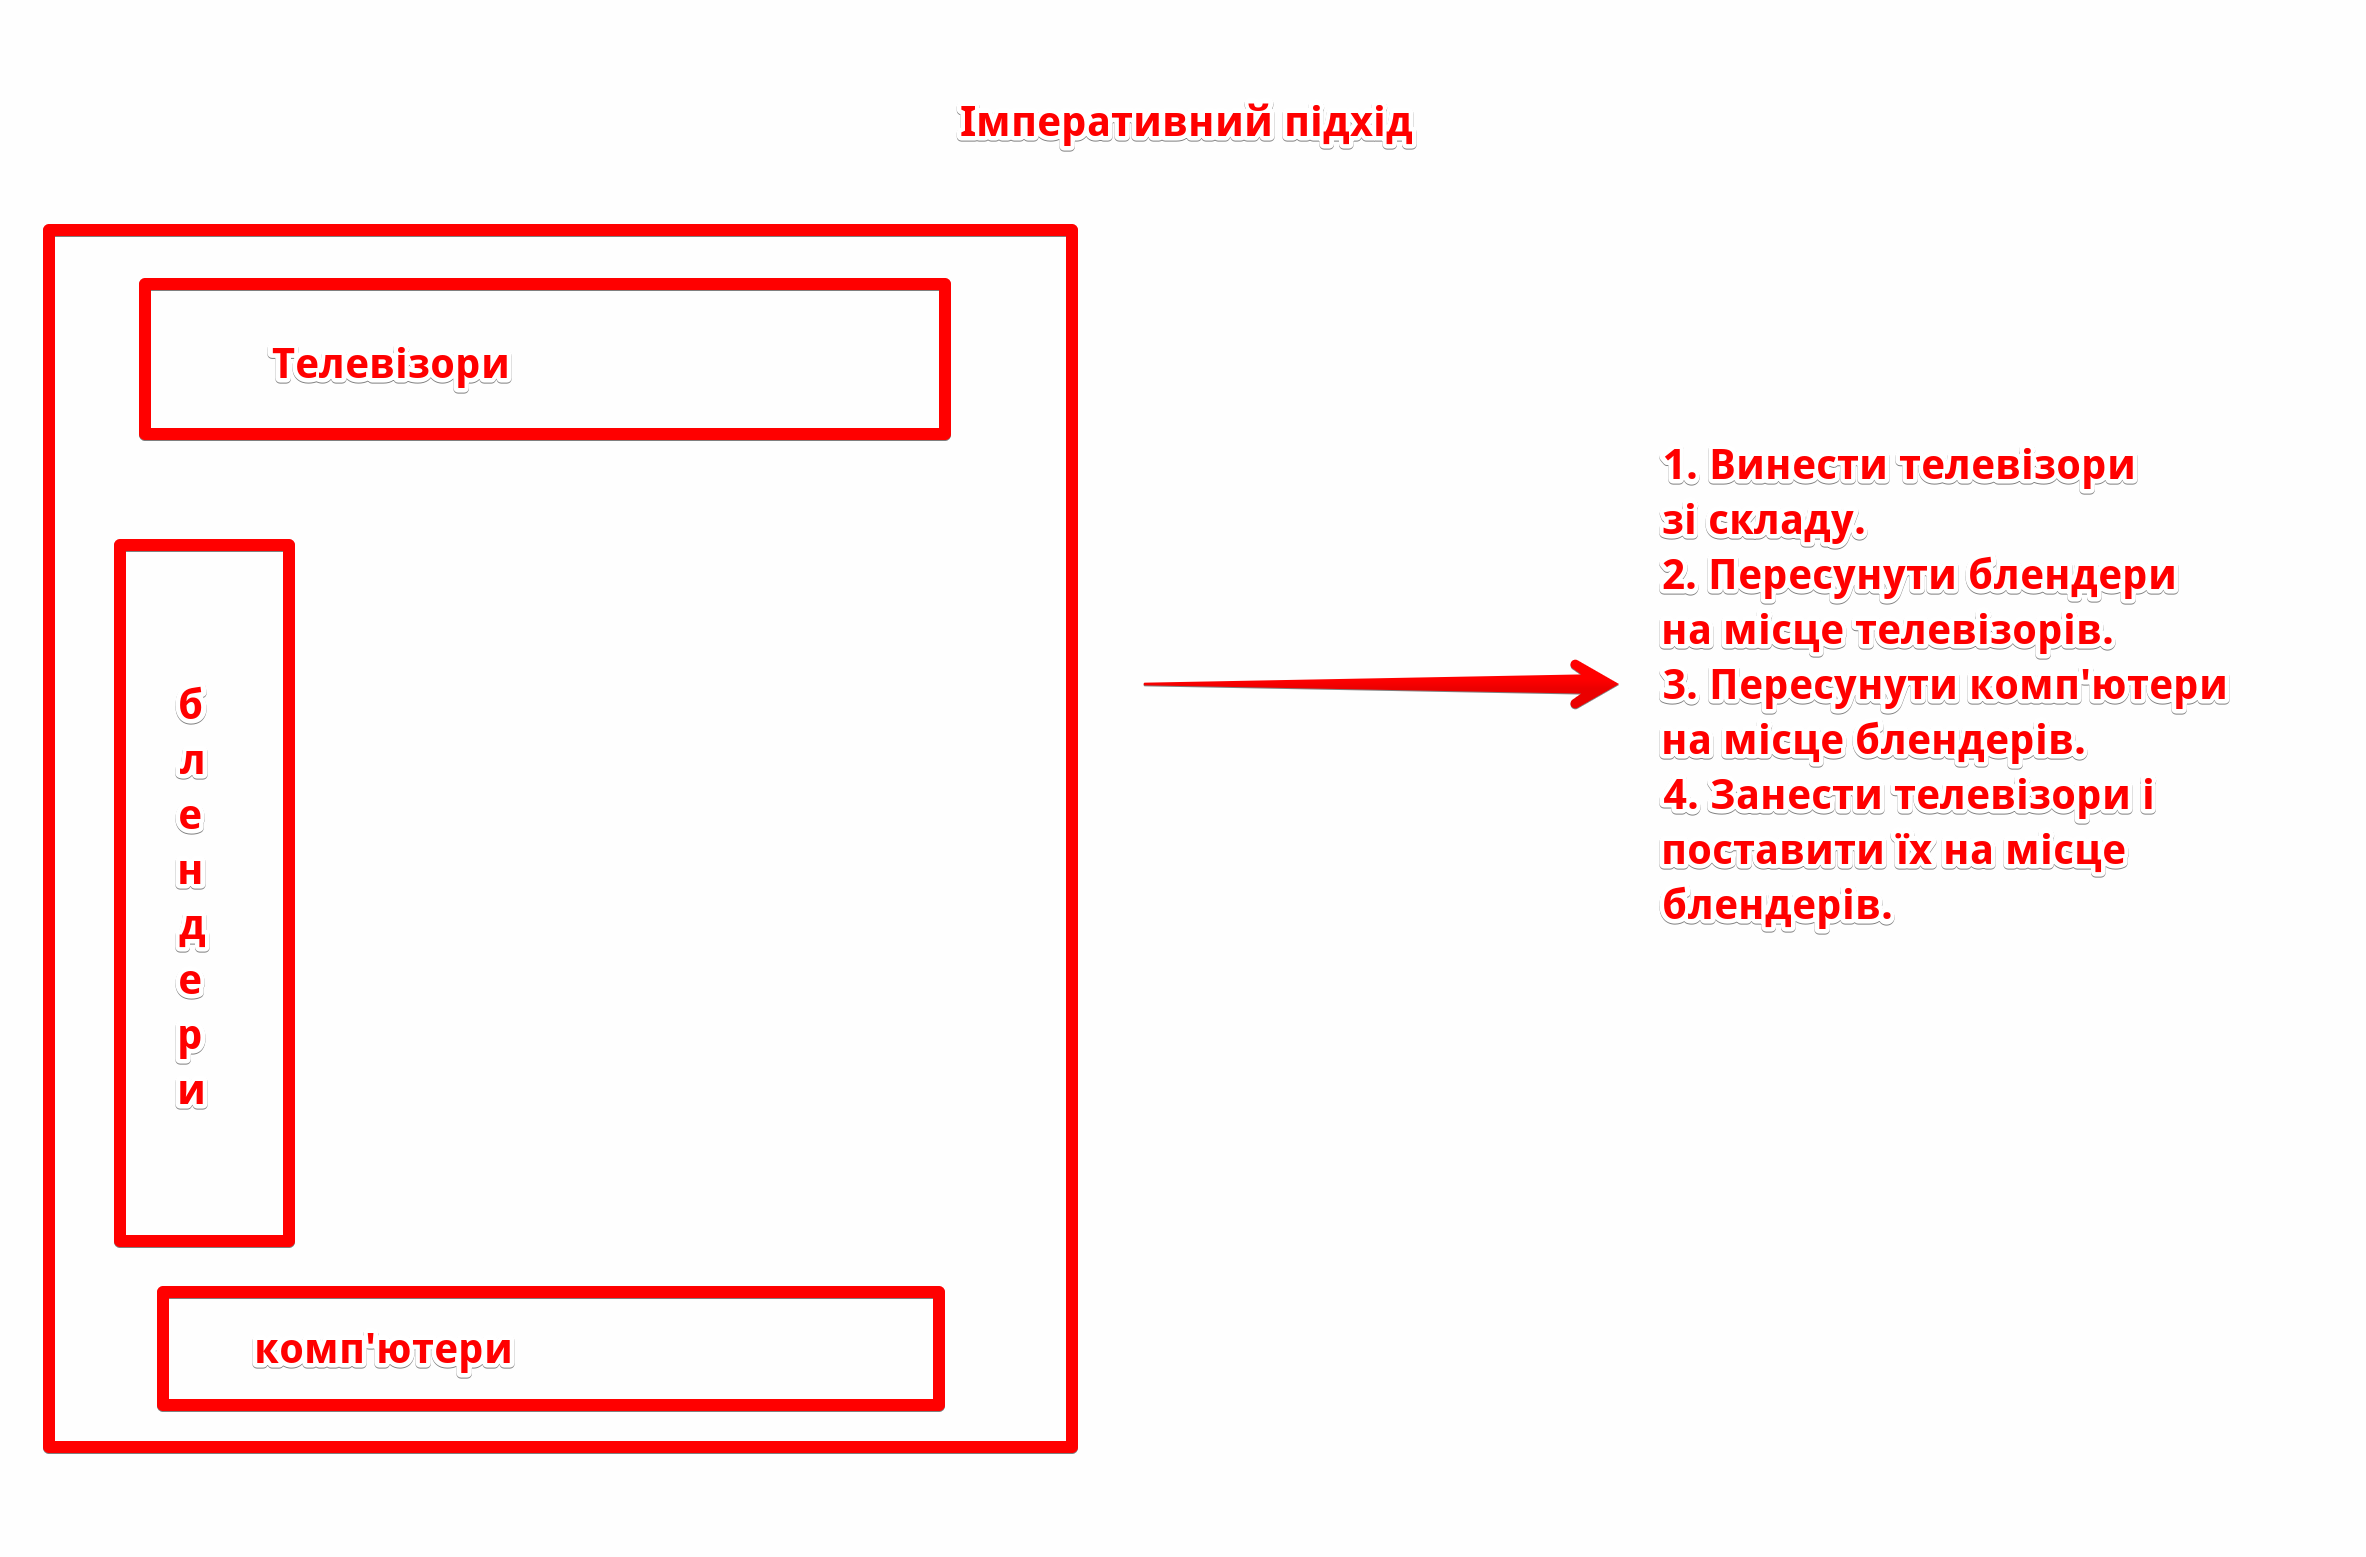 Імперативний підхід
Телевізори
б
л
е
н
д
е
р
и
комп'ютери
1. Винести телевізори
зі складу.
2. Пересунути блендери
на місце телевізорів.
3. Пересунути комп'ютери
на місце блендерів.
4. Занести телевізори і
поставити їх на місце
блендерів.